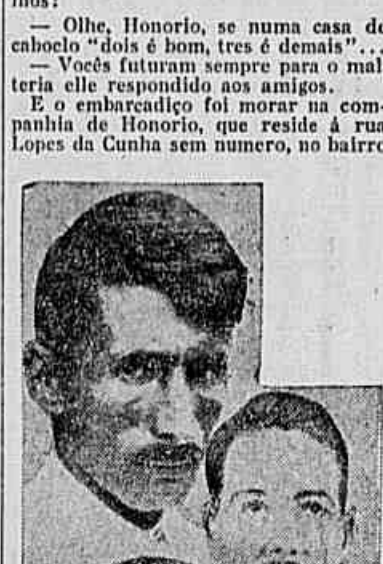 mos:
— Olhe, Honorio, se numa casa de
caboclo "dois é bom, tres é demais"...
— Vocês futuram sempre para o mal
teria elle respondido aos amigos.
E o embarcadiço foi morar na com-
panhia de Honorio, que reside á rua
Lopes da Cunha sem numero, no bairro